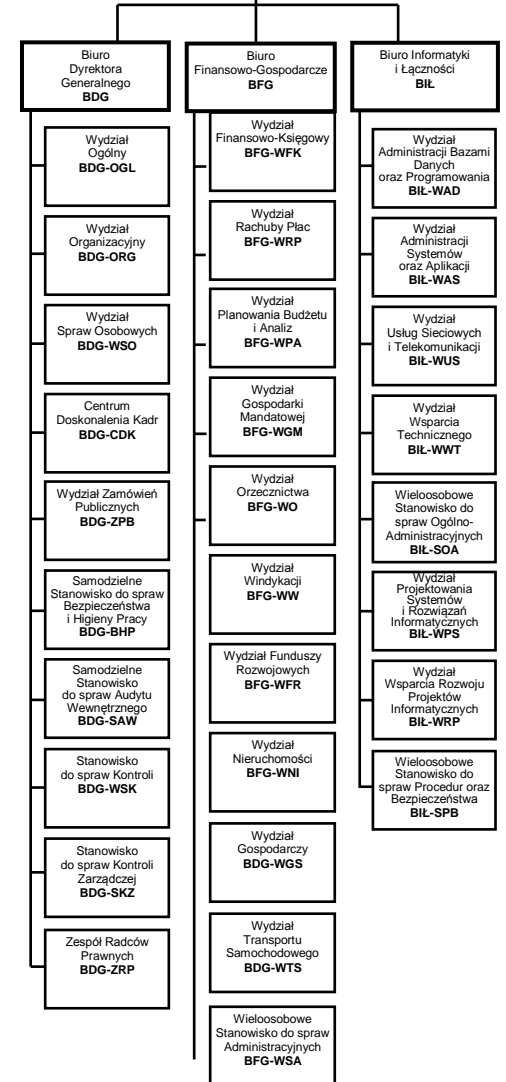 Biuro
Dyrektora
Generalnego
BDG
Wydział
Ogólny
BDG-OGL
Wydział
Organizacyjny
BDG-ORG
Wydział
Spraw Osobowych
BDG-WSO
Centrum
Doskonalenia Kadr
BDG-CDK
Wydział Zamówień
Publicznych
BDG-ZPB
Samodzielne
Stanowisko do spraw
Bezpieczeństwa
i Higieny Pracy
BDG-BHP
Samodzielne
Stanowisko
do spraw Audytu
Wewnętrznego
BDG-SAW
Stanowisko
do spraw Kontroli
BDG-WSK
Stanowisko
do spraw Kontroli
Zarządczej
BDG-SKZ
Zespół Radców
Prawnych
BDG-ZRP
Biuro
Finansowo-Gospodarcze
BFG
Wydział
Finansowo-Księgowy
BFG-WFK
Wydział
Rachuby Płac
BFG-WRP
Wydział
Planowania Budżetu
i Analiz
BFG-WPA
Wydział
Gospodarki
Mandatowej
BFG-WGM
Wydział
Orzecznictwa
BFG-WO
Wydział
Windykacji
BFG-WW
Wydział Funduszy
Rozwojowych
BFG-WFR
Wydział
Nieruchomości
BFG-WNI
Wydział
Gospodarczy
BDG-WGS
Wydział
Transportu
Samochodowego
BDG-WTS
Wieloosobowe
Stanowisko do spraw
Administracyjnych
BFG-WSA
Biuro Informatyki
i Łączności
BIŁ
Wydział
Administracji Bazami
Danych
oraz Programowania
BIŁ-WAD
Wydział
Administracji
Systemów
oraz Aplikacji
BIŁ-WAS
Wydział
Usług Sieciowych
i Telekomunikacji
BIŁ-WUS
Wydział
Wsparcia
Technicznego
BIŁ-WWT
Wieloosobowe
Stanowisko do
spraw Ogólno-
Administracyjnych
BIŁ-SOA
Wydział
Projektowania
Systemów
i Rozwiązań
Informatycznych
BIŁ-WPS
Wydział
Wsparcia Rozwoju
Projektów
Informatycznych
BIŁ-WRP
Wieloosobowe
Stanowisko do
spraw Procedur oraz
Bezpieczeństwa
BIŁ-SPB